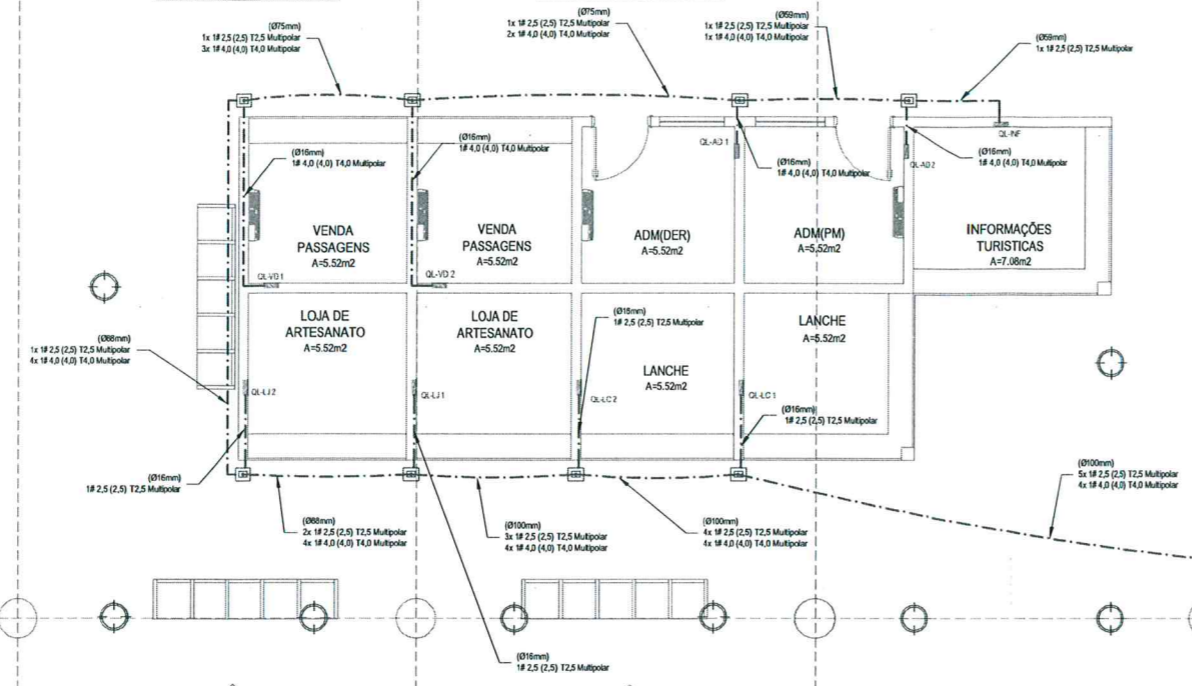 (Ø75mm)
1x 1# 2,5 (2,5) T2,5 Multipolar
3x 1# 4,0 (4,0) T4,0 Multipolar
(Ø75mm)
1x 1# 2,5 (2,5) T2,5 Multipolar
2x 1# 4,0 (4,0) T4,0 Multipolar
(Ø59mm)
1x 1# 2,5 (2,5) T2,5 Multipolar
1x 1# 4,0 (4,0) T4,0 Multipolar
(Ø59mm)
1x 1# 2,5 (2,5) T2,5 Multipolar
(Ø16mm)
1# 4,0 (4,0) T4,0 Multipolar
(Ø16mm)
1# 4,0 (4,0) T4,0 Multipolar
QL-AD 1
(Ø16mm)
1# 4,0 (4,0) T4,0 Multipolar
QL-INF
QL-AD 2
(Ø16mm)
1# 4,0 (4,0) T4,0 Multipolar
VENDA
PASSAGENS
A=5.52m2
VENDA
PASSAGENS
A=5.52m2
ADM(DER)
A=5.52m2
ADM(PM)
A=5.52m2
INFORMAÇÕES
TURISTICAS
A=7.08m2
QL-VD 1
QL-VD 2
LOJA DE
ARTESANATO
A=5.52m2
LOJA DE
ARTESANATO
A=5.52m2
(Ø16mm)
1# 2,5 (2,5) T2,5 Multipolar
LANCHE
A=5.52m2
LANCHE
A=5.52m2
(Ø88mm)
1x 1# 2,5 (2,5) T2,5 Multipolar
4x 1# 4,0 (4,0) T4,0 Multipolar
QL-LJ 2
QL-LJ 1
QL-LC 2
QL-LC 1
(Ø16mm)
1# 2,5 (2,5) T2,5 Multipolar
(Ø16mm)
1# 2,5 (2,5) T2,5 Multipolar
(Ø100mm)
5x 1# 2,5 (2,5) T2,5 Multipolar
4x 1# 4,0 (4,0) T4,0 Multipolar
(Ø88mm)
2x 1# 2,5 (2,5) T2,5 Multipolar
4x 1# 4,0 (4,0) T4,0 Multipolar
(Ø100mm)
3x 1# 2,5 (2,5) T2,5 Multipolar
4x 1# 4,0 (4,0) T4,0 Multipolar
(Ø100mm)
4x 1# 2,5 (2,5) T2,5 Multipolar
4x 1# 4,0 (4,0) T4,0 Multipolar
(Ø16mm)
1# 2,5 (2,5) T2,5 Multipolar